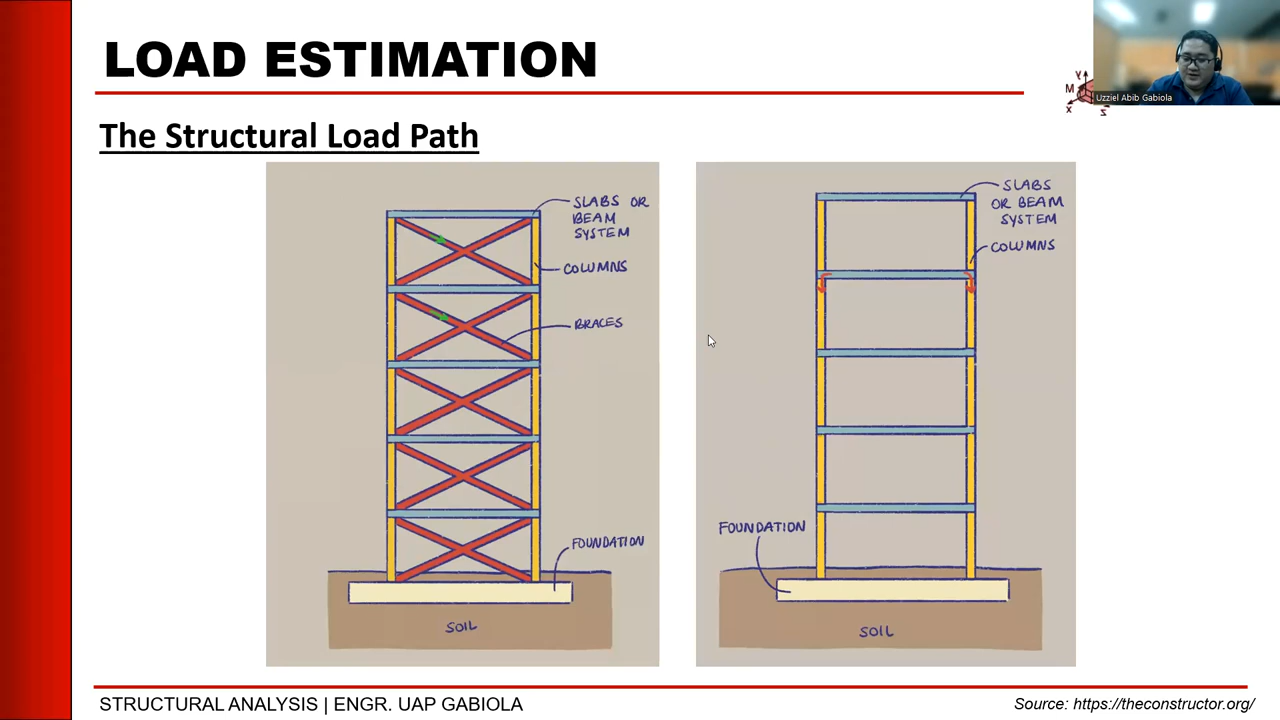 LOAD ESTIMATION
Y
M
X
Z
Uzziel Abib Gabiola
The Structural Load Path
SLABS OR
BEAM
SYSTEM
COLUMNS
BRACES
FOUNDATION
SOIL
SLABS
OR BEAM
SYSTEM
COLUMNS
FOUNDATION
SOIL
STRUCTURAL ANALYSIS | ENGR. UAP GABIOLA
Source: https://theconstructor.org/